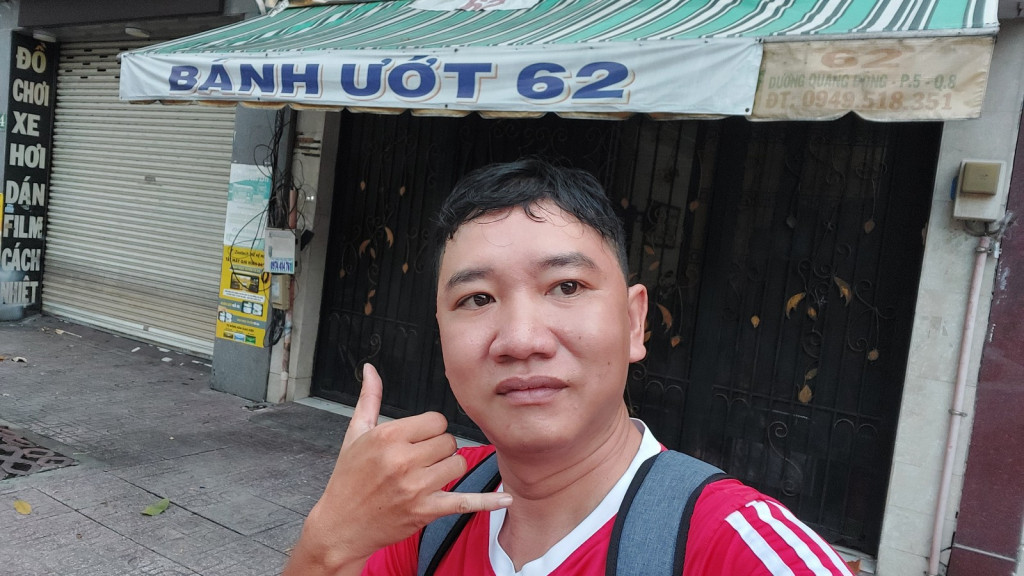 BÁNH ƯỚT 62
62
ĐƯỜNG QUANG ĐÔNG - P.5 - Q.8
ĐT. 0940 518 351
ĐỒ
CHƠI
XE
HƠI
DÁN
FILM
CÁCH
NHIỆT